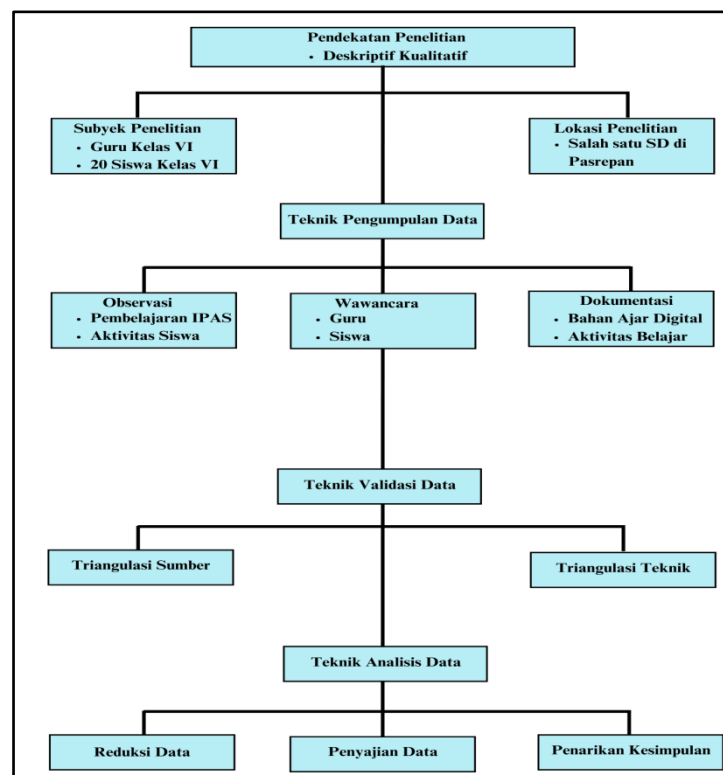 Pendekatan Penelitian
• Deskriptif Kualitatif
Subyek Penelitian
• Guru Kelas VI
• 20 Siswa Kelas VI
Lokasi Penelitian
• Salah satu SD di
Pasrepan
Teknik Pengumpulan Data
Observasi
• Pembelajaran IPAS
• Aktivitas Siswa
Wawancara
• Guru
• Siswa
Dokumentasi
• Bahan Ajar Digital
• Aktivitas Belajar
Teknik Validasi Data
Triangulasi Sumber
Triangulasi Teknik
Teknik Analisis Data
Reduksi Data
Penyajian Data
Penarikan Kesimpulan